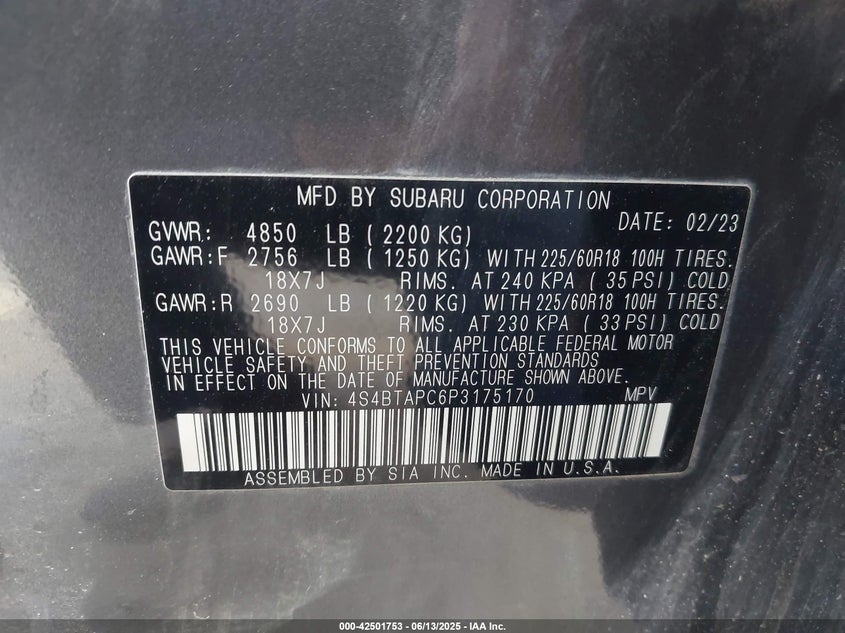 MFD BY SUBARU CORPORATION
DATE: 02/23
GVWR: 4850 LB ( 2200 KG)
GAWR:F 2756 LB ( 1250 KG) WITH 225/60R18 100H TIRES.
18X7J RIMS. AT 240 KPA ( 35 PSI) COLD
GAWR:R 2690 LB ( 1220 KG) WITH 225/60R18 100H TIRES.
18X7J RIMS. AT 230 KPA ( 33 PSI) COLD
THIS VEHICLE CONFORMS TO ALL APPLICABLE FEDERAL MOTOR
VEHICLE SAFETY AND THEFT PREVENTION STANDARDS
IN EFFECT ON THE DATE OF MANUFACTURE SHOWN ABOVE.
VIN: 4S4BTAPC6P3175170 MPV
ASSEMBLED BY SIA INC. MADE IN U.S.A.
000-42501753 - 06/13/2025 - IAA Inc.